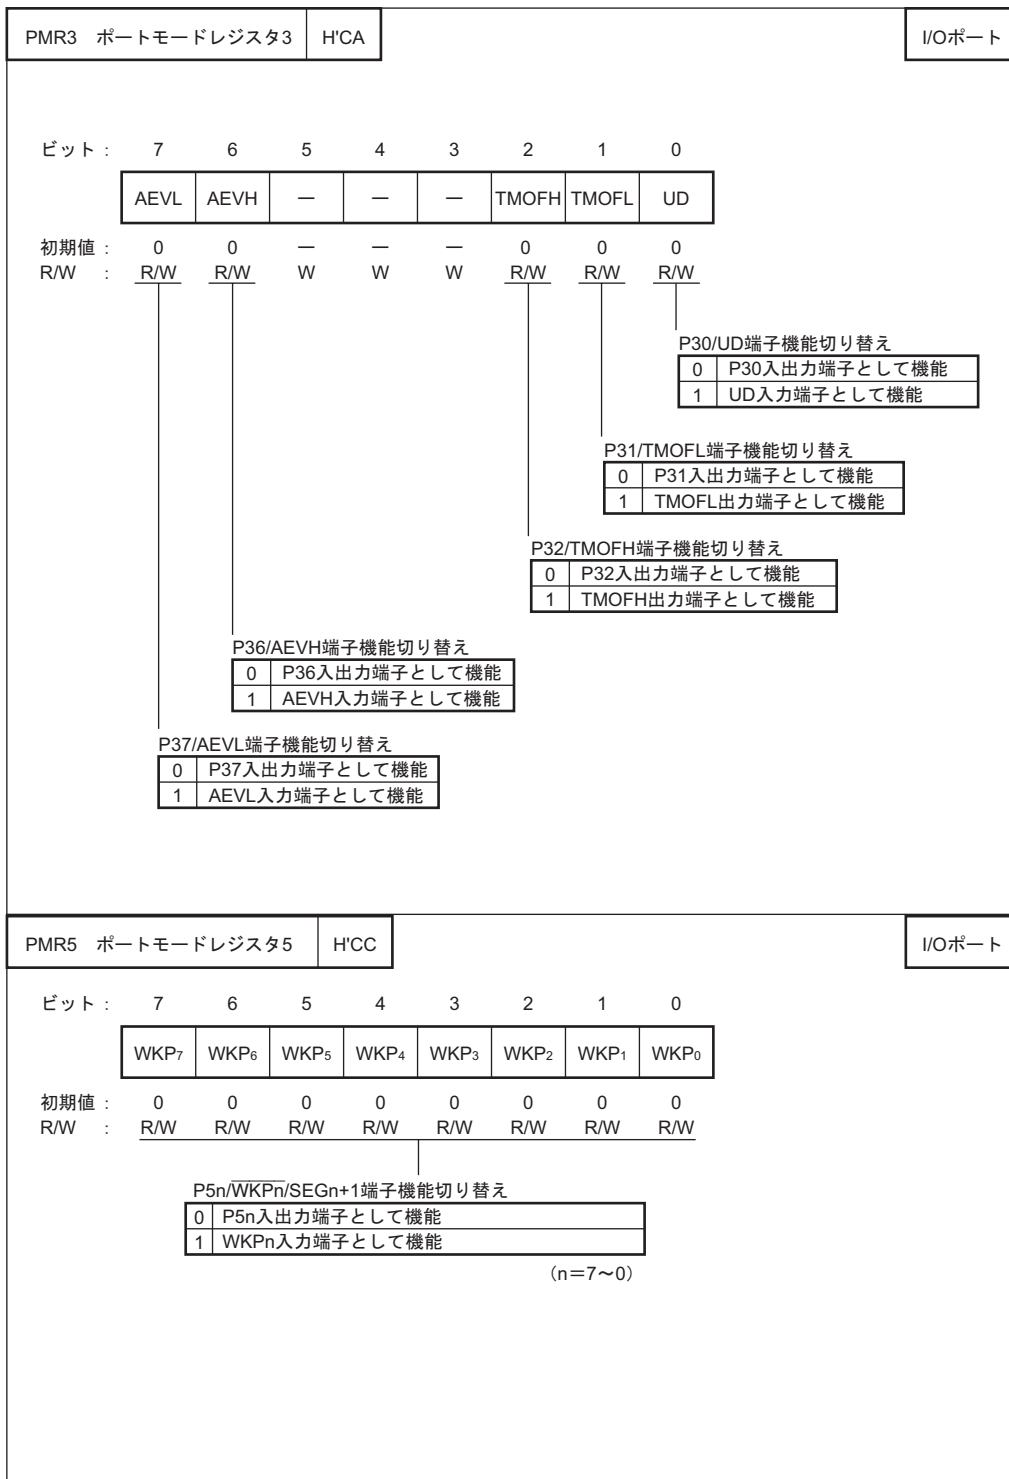 PMR3 ポートモードレジスタ3 H'CA I/Oポート
ビット : 7 6 5 4 3 2 1 0
AEVL AEVH — — — TMOFH TMOFL UD
初期値 : 0 0 — — — 0 0 0
R/W : R/W R/W W W W R/W R/W R/W
P30/UD端子機能切り替え
0 P30入出力端子として機能
1 UD入力端子として機能
P31/TMOFL端子機能切り替え
0 P31入出力端子として機能
1 TMOFL出力端子として機能
P32/TMOFH端子機能切り替え
0 P32入出力端子として機能
1 TMOFH出力端子として機能
P36/AEVH端子機能切り替え
0 P36入出力端子として機能
1 AEVH入力端子として機能
P37/AEVL端子機能切り替え
0 P37入出力端子として機能
1 AEVL入力端子として機能
PMR5 ポートモードレジスタ5 H'CC I/Oポート
ビット : 7 6 5 4 3 2 1 0
WKP₇ WKP₆ WKP₅ WKP₄ WKP₃ WKP₂ WKP₁ WKP₀
初期値 : 0 0 0 0 0 0 0 0
R/W : R/W R/W R/W R/W R/W R/W R/W R/W
P5n/W̅K̅P̅n̅/SEGn+1端子機能切り替え
0 P5n入出力端子として機能
1 WKPn入力端子として機能
（n＝7〜0）